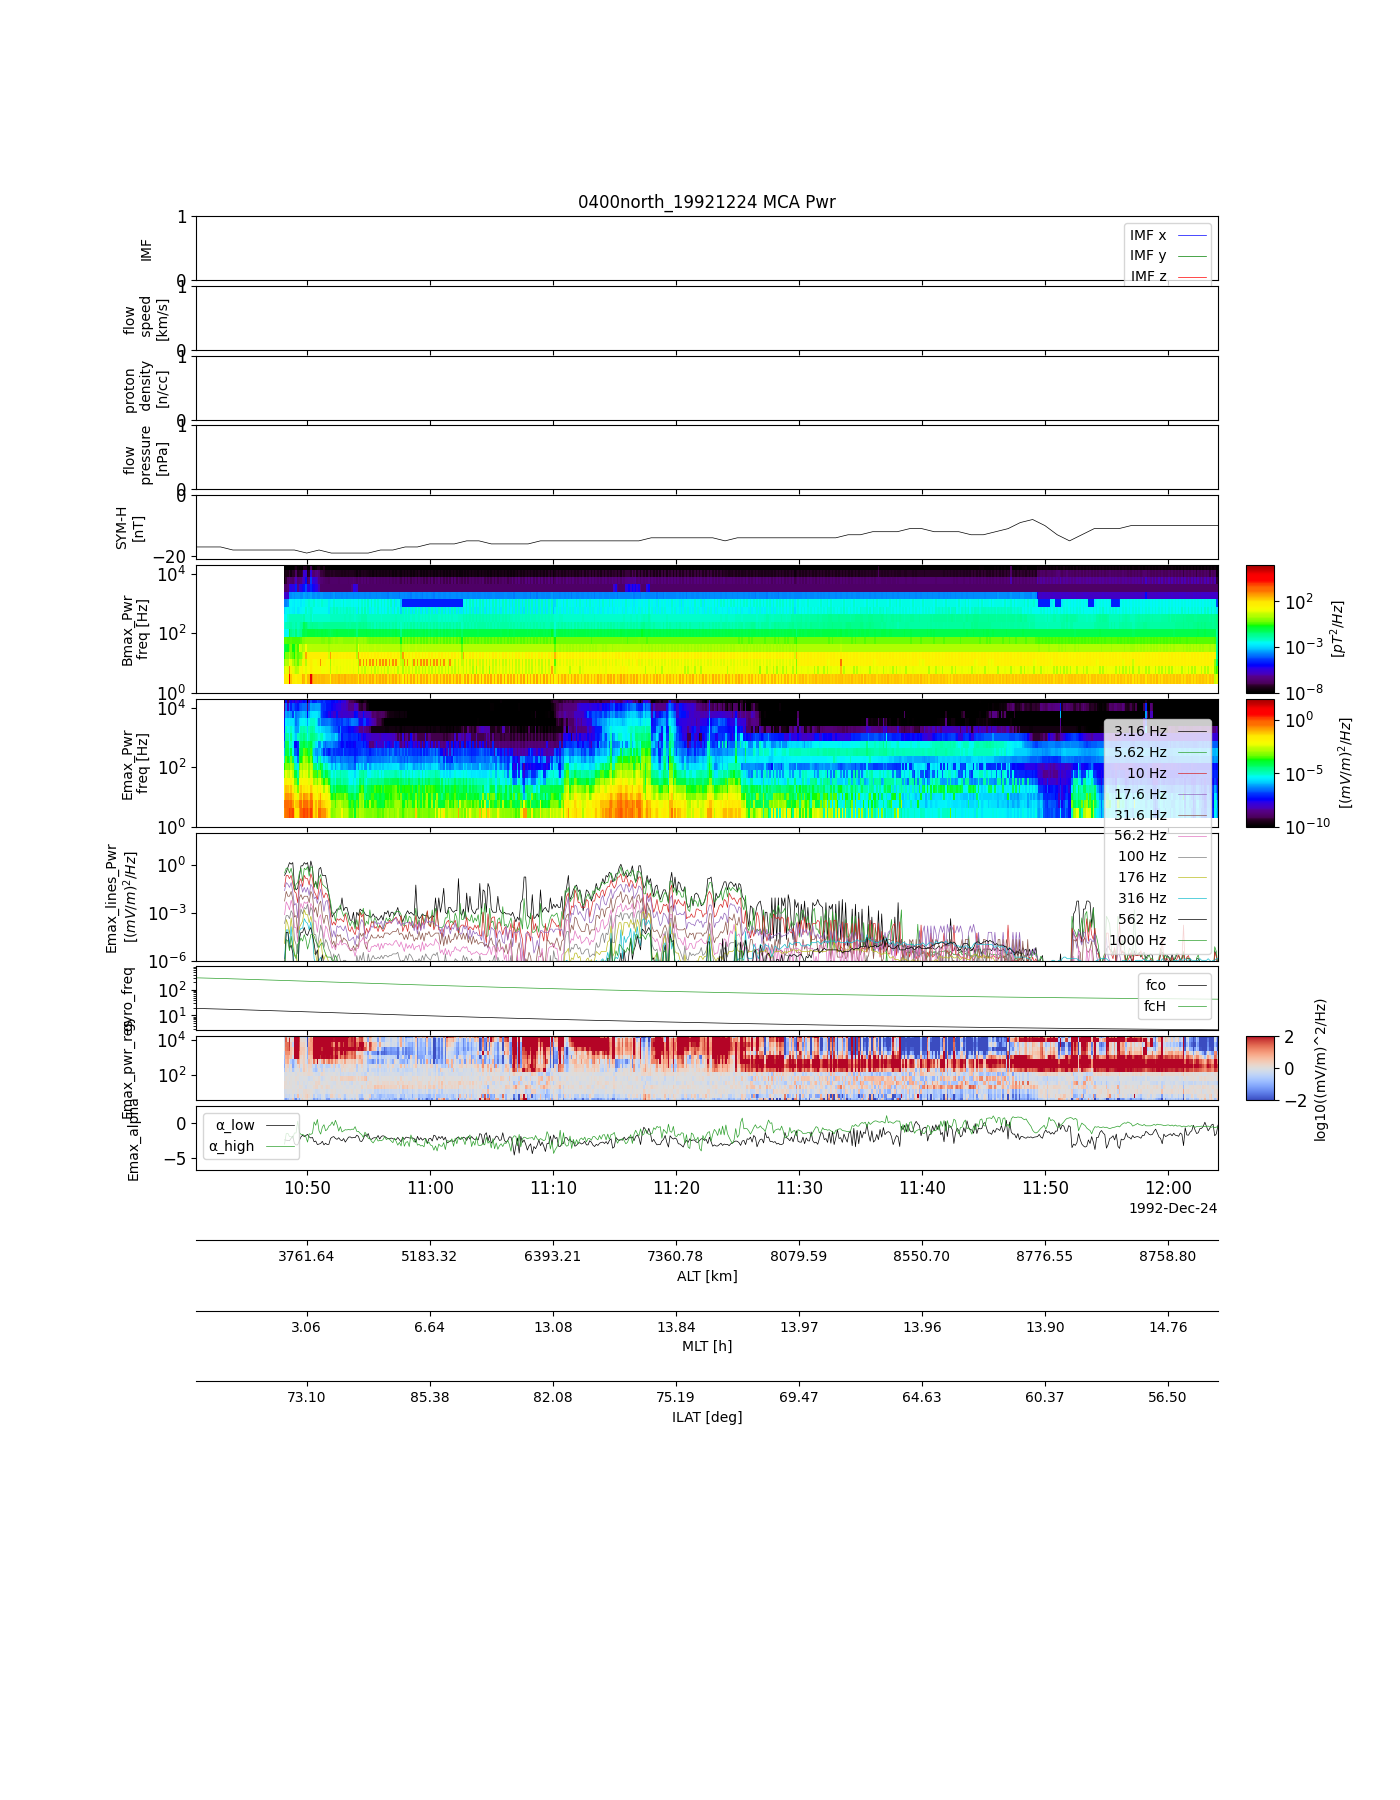 0400north_19921224 MCA Pwr
1
0
IMF
IMF x
IMF y
IMF z
1
0
flow
speed
[km/s]
1
0
proton
density
[n/cc]
1
0
flow
pressure
[nPa]
0
−20
SYM-H
[nT]
10^4
10^2
10^0
Bmax_Pwr
freq [Hz]
10^2
10^−3
10^−8
[pT^2/Hz]
10^4
10^2
10^0
Emax_Pwr
freq [Hz]
10^0
10^−5
10^−10
[(mV/m)^2/Hz]
3.16 Hz
5.62 Hz
10 Hz
17.6 Hz
31.6 Hz
56.2 Hz
100 Hz
176 Hz
316 Hz
562 Hz
1000 Hz
10^0
10^−3
10^−6
Emax_lines_Pwr
[(mV/m)^2/Hz]
10^2
10^1
gyro_freq
fco
fcH
10^4
10^2
Emax_pwr_reg
2
0
−2
log10((mV/m)^2/Hz)
0
−5
Emax_alpha
α_low
α_high
10:50 11:00 11:10 11:20 11:30 11:40 11:50 12:00
1992-Dec-24
3761.64 5183.32 6393.21 7360.78 8079.59 8550.70 8776.55 8758.80
ALT [km]
3.06 6.64 13.08 13.84 13.97 13.96 13.90 14.76
MLT [h]
73.10 85.38 82.08 75.19 69.47 64.63 60.37 56.50
ILAT [deg]